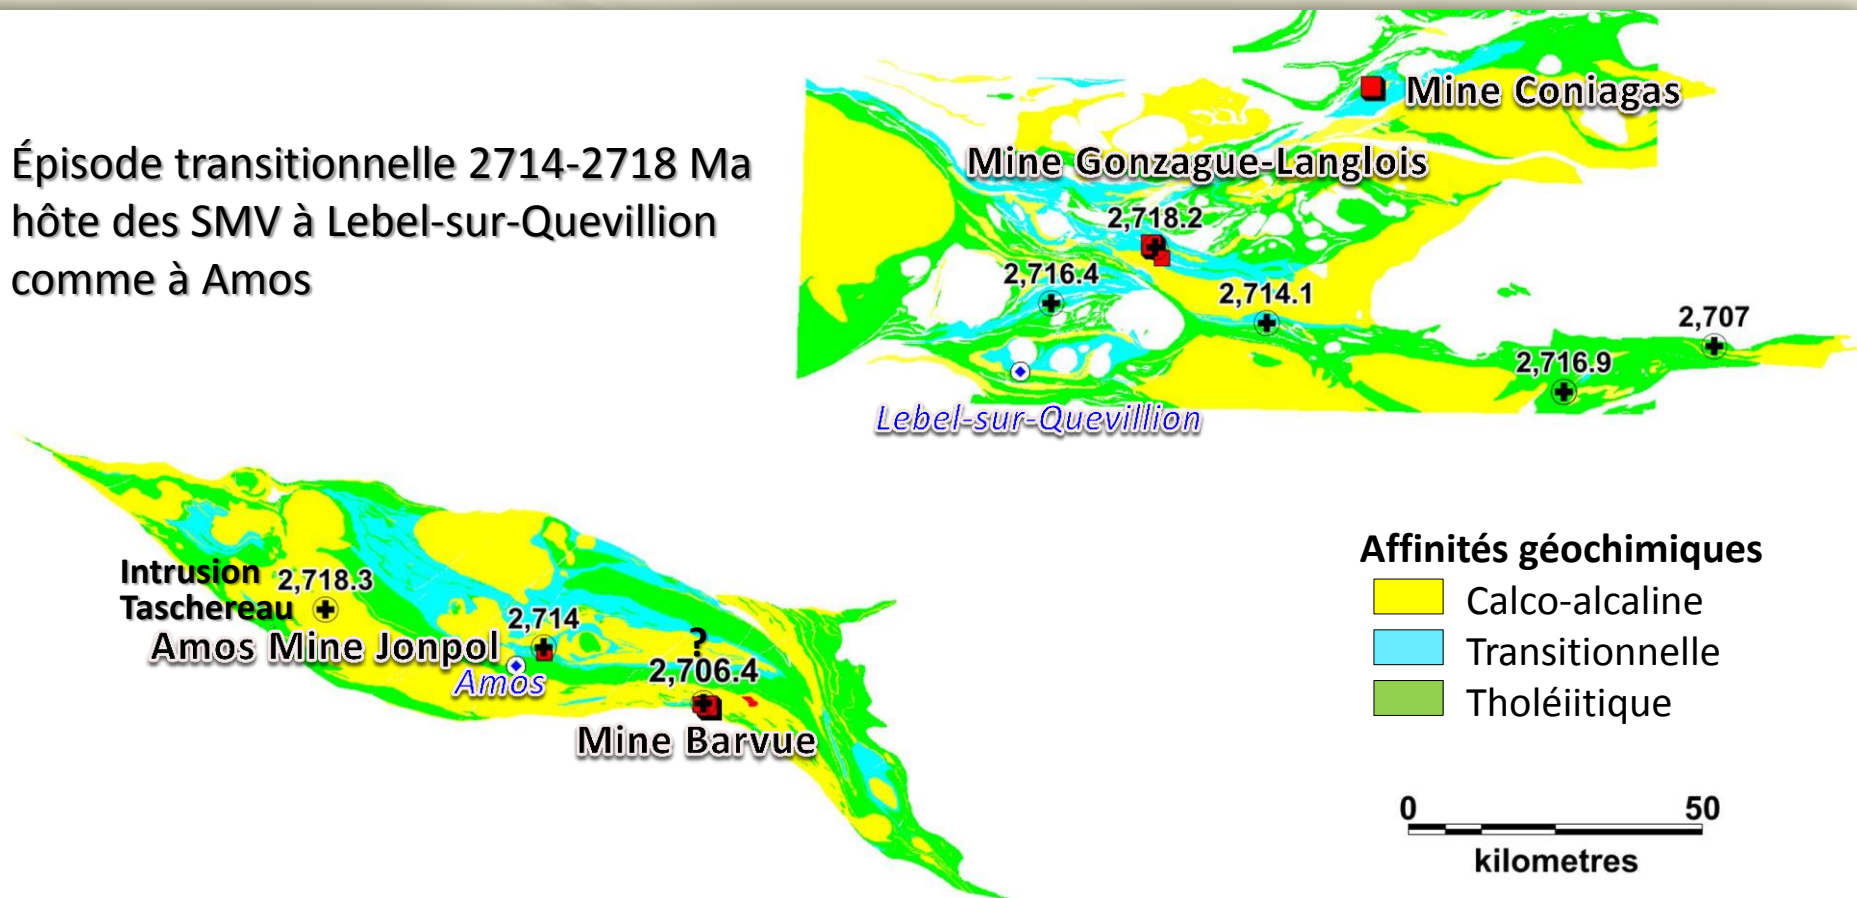 Épisode transitionnelle 2714-2718 Ma
hôte des SMV à Lebel-sur-Quevillion
comme à Amos
Mine Coniagas
Mine Gonzague-Langlois
2,718.2
2,716.4
2,714.1
2,707
2,716.9
Lebel-sur-Quevillion
Intrusion
Taschereau
2,718.3
2,714
Amos Mine Jonpol
Amos
?
2,706.4
Mine Barvue
Affinités géochimiques
Calco-alcaline
Transitionnelle
Tholéiitique
0 50
kilometres